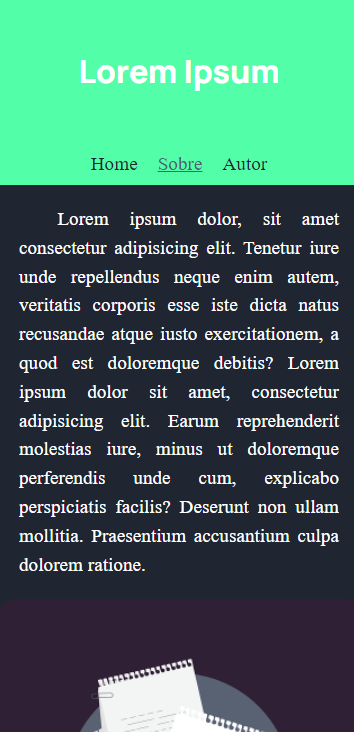 Lorem Ipsum
Home Sobre Autor
Lorem ipsum dolor, sit amet
consectetur adipisicing elit. Tenetur iure
unde repellendus neque enim autem,
veritatis corporis esse iste dicta natus
recusandae atque iusto exercitationem, a
quod est doloremque debitis? Lorem
ipsum dolor sit amet, consectetur
adipisicing elit. Earum reprehenderit
molestias iure, minus ut doloremque
perferendis unde cum, explicabo
perspiciatis facilis? Deserunt non ullam
mollitia. Praesentium accusantium culpa
dolorem ratione.